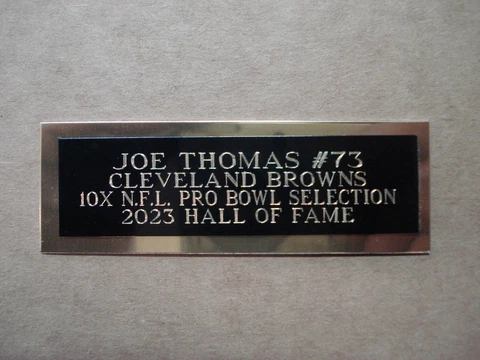 JOE THOMAS #73
CLEVELAND BROWNS
10X N.F.L. PRO BOWL SELECTION
2023 HALL OF FAME